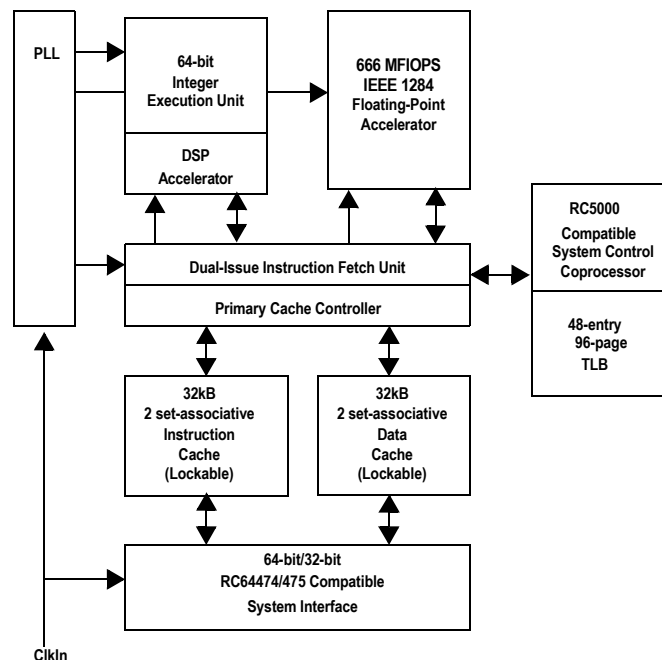 PLL
64-bit
Integer
Execution Unit
DSP
Accelerator
666 MFlOPS
IEEE 1284
Floating-Point
Accelerator
RC5000
Compatible
System Control
Coprocessor
48-entry
96-page
TLB
Dual-Issue Instruction Fetch Unit
Primary Cache Controller
32kB
2 set-associative
Instruction
Cache
(Lockable)
32kB
2 set-associative
Data
Cache
(Lockable)
64-bit/32-bit
RC64474/475 Compatible
System Interface
ClkIn